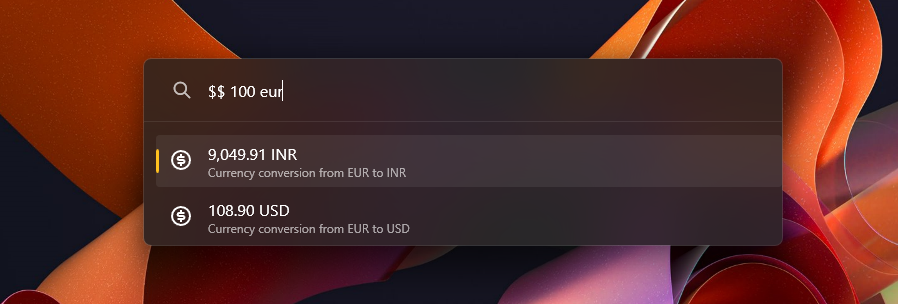 $$ 100 eur
9,049.91 INR
Currency conversion from EUR to INR
108.90 USD
Currency conversion from EUR to USD